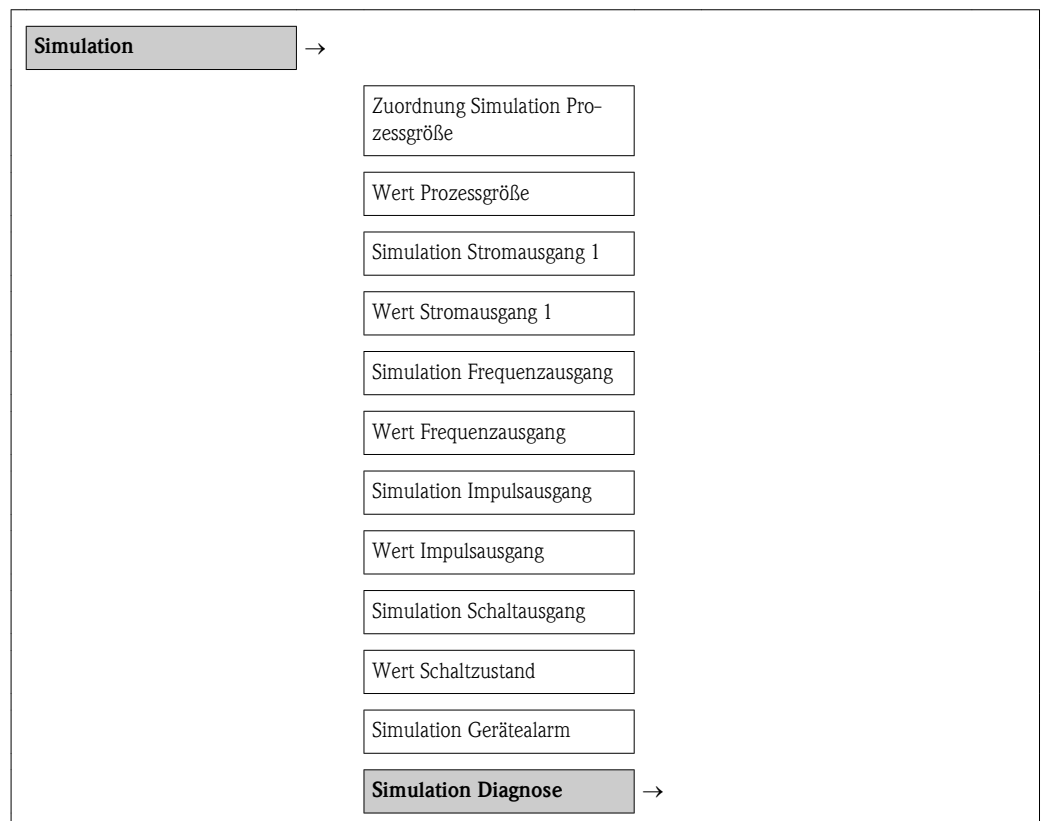 Simulation →
Zuordnung Simulation Pro-
zessgröße
Wert Prozessgröße
Simulation Stromausgang 1
Wert Stromausgang 1
Simulation Frequenzausgang
Wert Frequenzausgang
Simulation Impulsausgang
Wert Impulsausgang
Simulation Schaltausgang
Wert Schaltzustand
Simulation Gerätealarm
Simulation Diagnose →